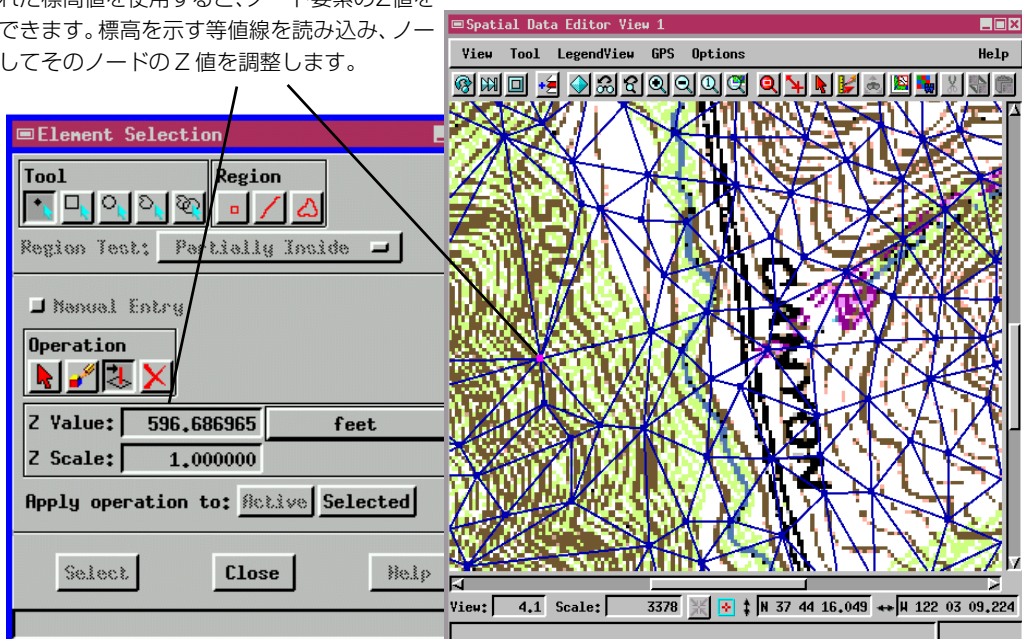 れた標高値を使用すると、ノード要素のZ値を
できます。標高を示す等値線を読み込み、ノー
してそのノードのZ値を調整します。
Spatial Data Editor View 1
View Tool LegendView GPS Options Help
Element Selection
Tool Region
Region Test: Partially Inside
Manual Entry
Operation
Z Value: 596.686965 feet
Z Scale: 1.000000
Apply operation to: Active Selected
Select Close Help
CANYON
View: 4.1 Scale: 3378 N 37 44 16.049 W 122 03 09.224